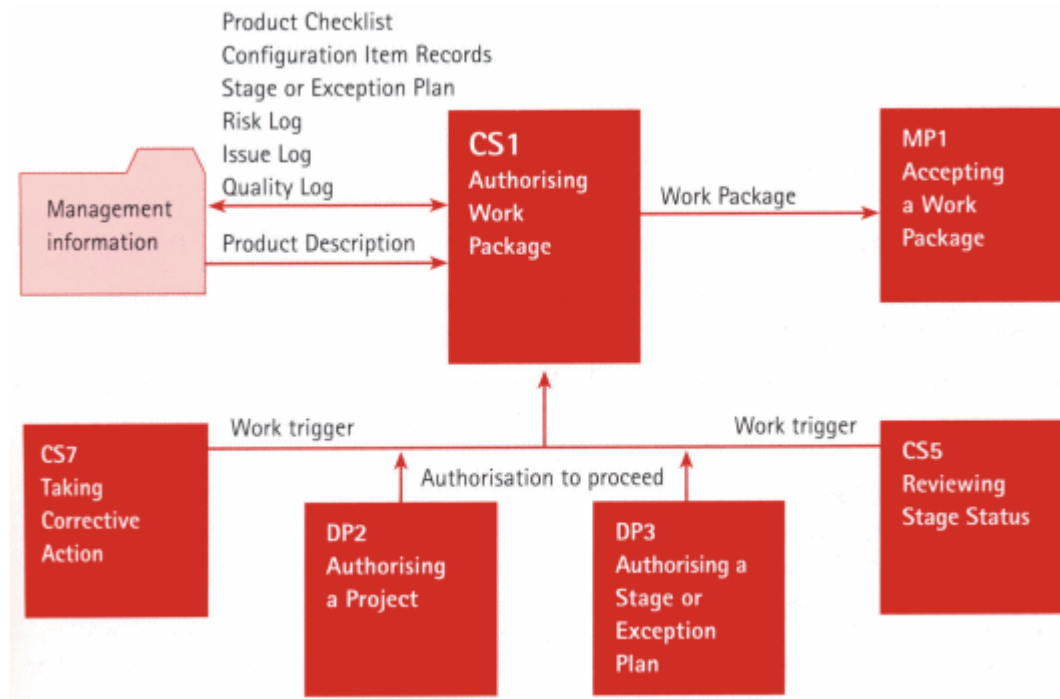 Product Checklist
Configuration Item Records
Stage or Exception Plan
Risk Log
Issue Log
Quality Log
Management
information
Product Description
CS1
Authorising
Work
Package
Work Package
MP1
Accepting
a Work
Package
Work trigger
Work trigger
CS7
Taking
Corrective
Action
Authorisation to proceed
CS5
Reviewing
Stage Status
DP2
Authorising
a Project
DP3
Authorising a
Stage or
Exception
Plan